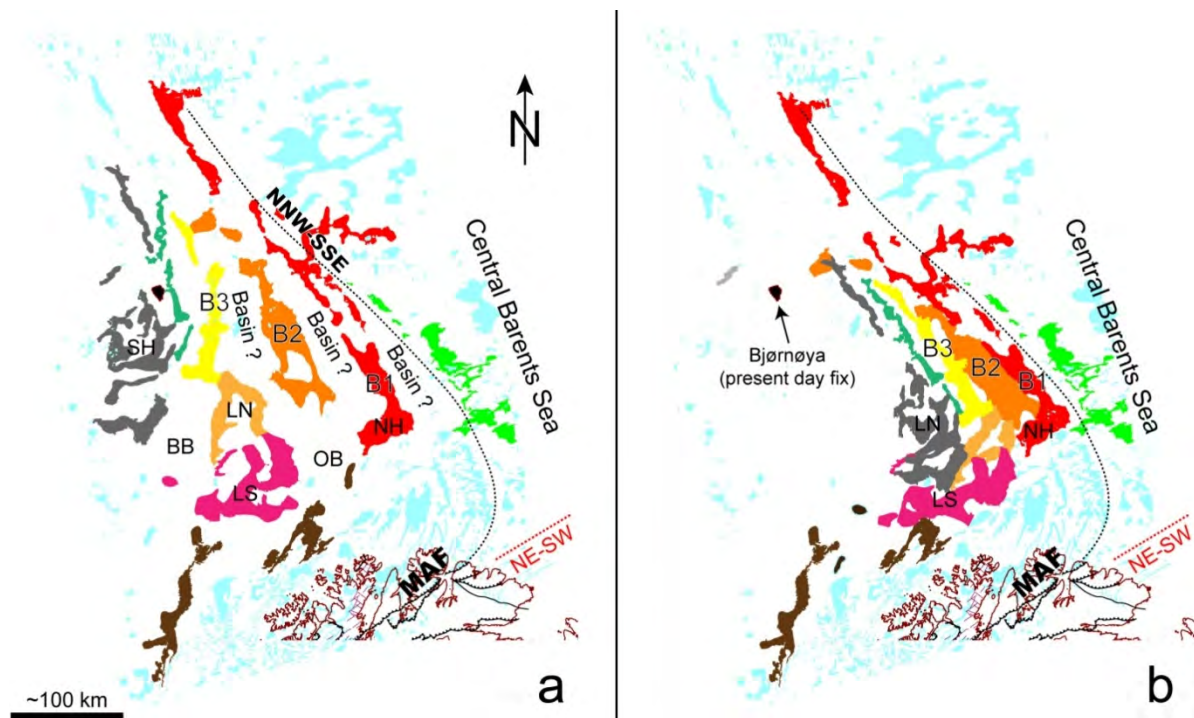 N
NNW-SSE
Central Barents Sea
B3
Basin ?
B2
Basin ?
B1
Basin ?
SH
LN
NH
BB
OB
LS
NE-SW
MAF
~100 km
a
N
Central Barents Sea
Bjørnøya
(present day fix)
B3
B2
B1
LN
NH
LS
NE-SW
MAF
b